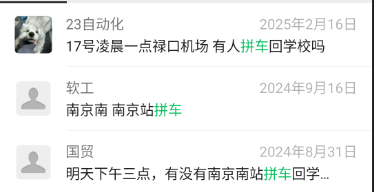 23自动化 2025年2月16日
17号凌晨一点禄口机场 有人拼车回学校吗
软工 2024年9月16日
南京南 南京站拼车
国贸 2024年8月31日
明天下午三点，有没有南京南站拼车回学...